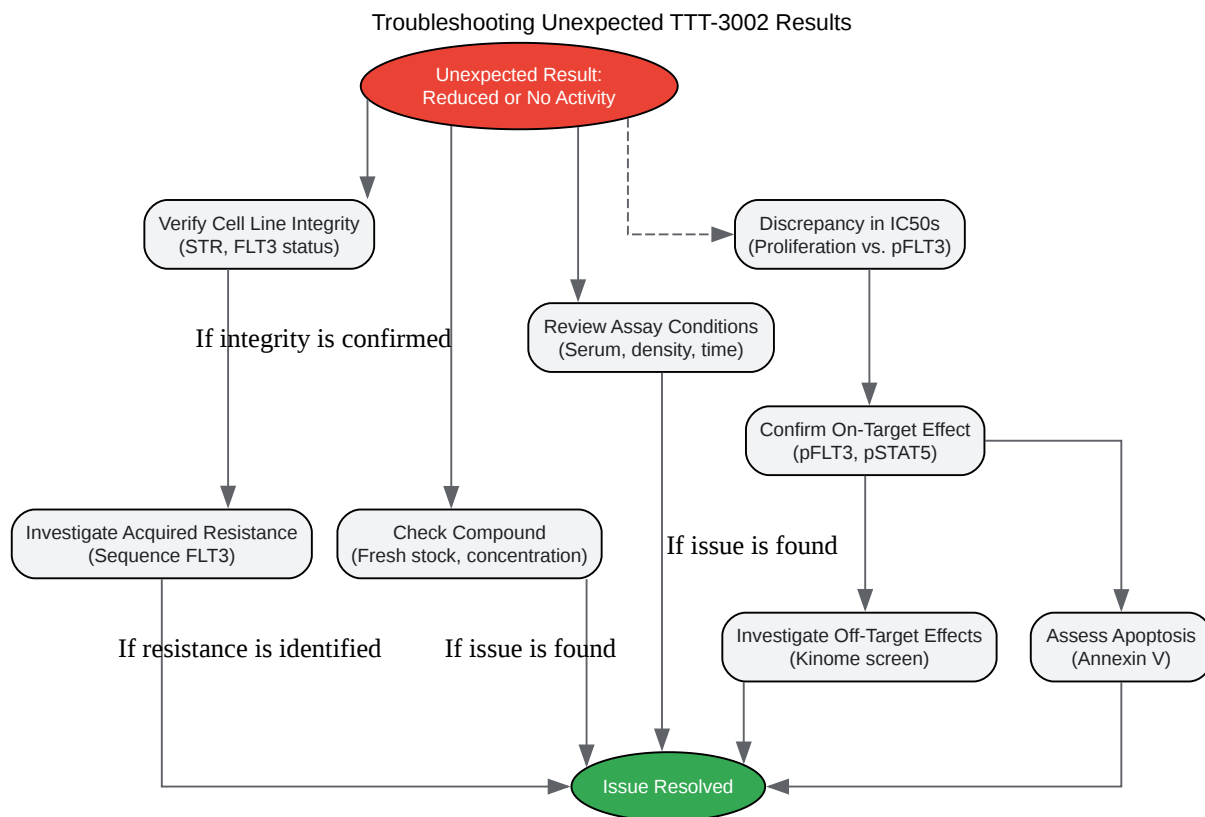 Troubleshooting Unexpected TTT-3002 Results
Unexpected Result:
Reduced or No Activity
Verify Cell Line Integrity
(STR, FLT3 status)
Discrepancy in IC50s
(Proliferation vs. pFLT3)
If integrity is confirmed
Review Assay Conditions
(Serum, density, time)
Confirm On-Target Effect
(pFLT3, pSTAT5)
Investigate Acquired Resistance
(Sequence FLT3)
Check Compound
(Fresh stock, concentration)
If issue is found
If resistance is identified
If issue is found
Investigate Off-Target Effects
(Kinome screen)
Assess Apoptosis
(Annexin V)
Issue Resolved